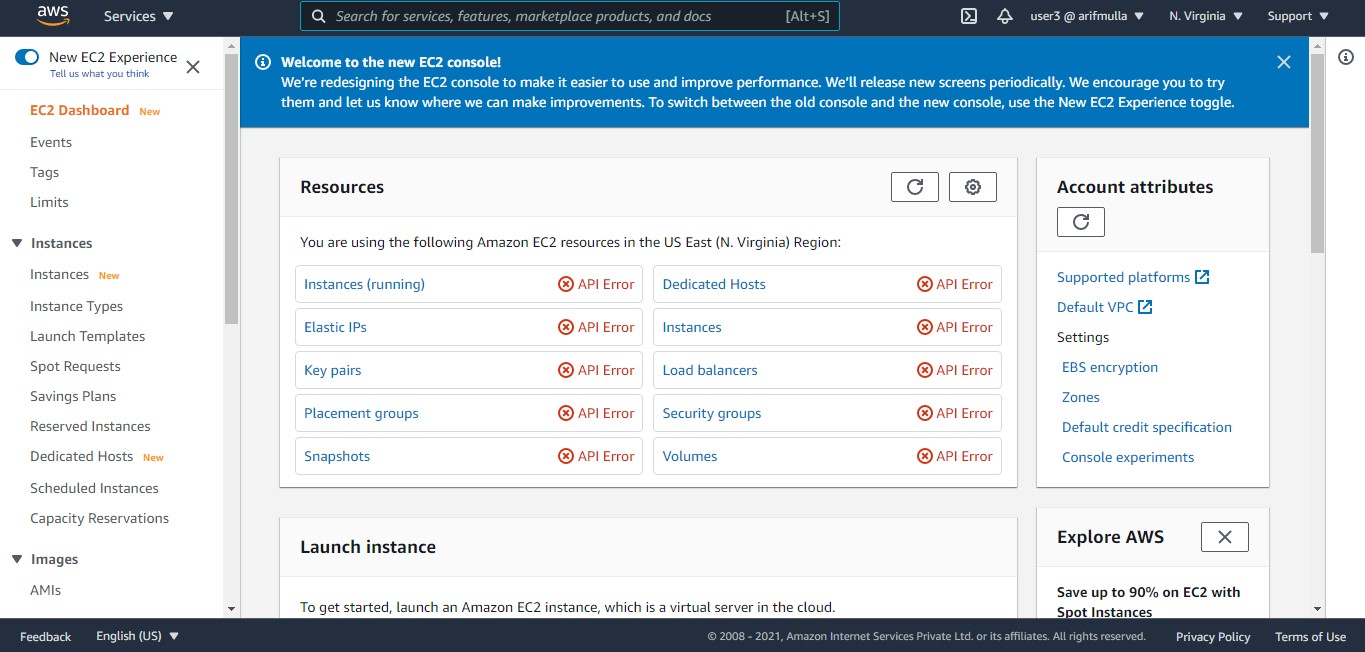 aws
Services
Search for services, features, marketplace products, and docs [Alt+S]
user3 @ arifmulla
N. Virginia
Support
New EC2 Experience
Tell us what you think
EC2 Dashboard New
Events
Tags
Limits
Instances
Instances New
Instance Types
Launch Templates
Spot Requests
Savings Plans
Reserved Instances
Dedicated Hosts New
Scheduled Instances
Capacity Reservations
Images
AMIs
Welcome to the new EC2 console!
We're redesigning the EC2 console to make it easier to use and improve performance. We'll release new screens periodically. We encourage you to try
them and let us know where we can make improvements. To switch between the old console and the new console, use the New EC2 Experience toggle.
Resources
You are using the following Amazon EC2 resources in the US East (N. Virginia) Region:
Instances (running) API Error
Dedicated Hosts API Error
Elastic IPs API Error
Instances API Error
Key pairs API Error
Load balancers API Error
Placement groups API Error
Security groups API Error
Snapshots API Error
Volumes API Error
Launch instance
To get started, launch an Amazon EC2 instance, which is a virtual server in the cloud.
Account attributes
Supported platforms
Default VPC
Settings
EBS encryption
Zones
Default credit specification
Console experiments
Explore AWS
Save up to 90% on EC2 with
Spot Instances
Feedback
English (US)
© 2008 - 2021, Amazon Internet Services Private Ltd. or its affiliates. All rights reserved.
Privacy Policy
Terms of Use